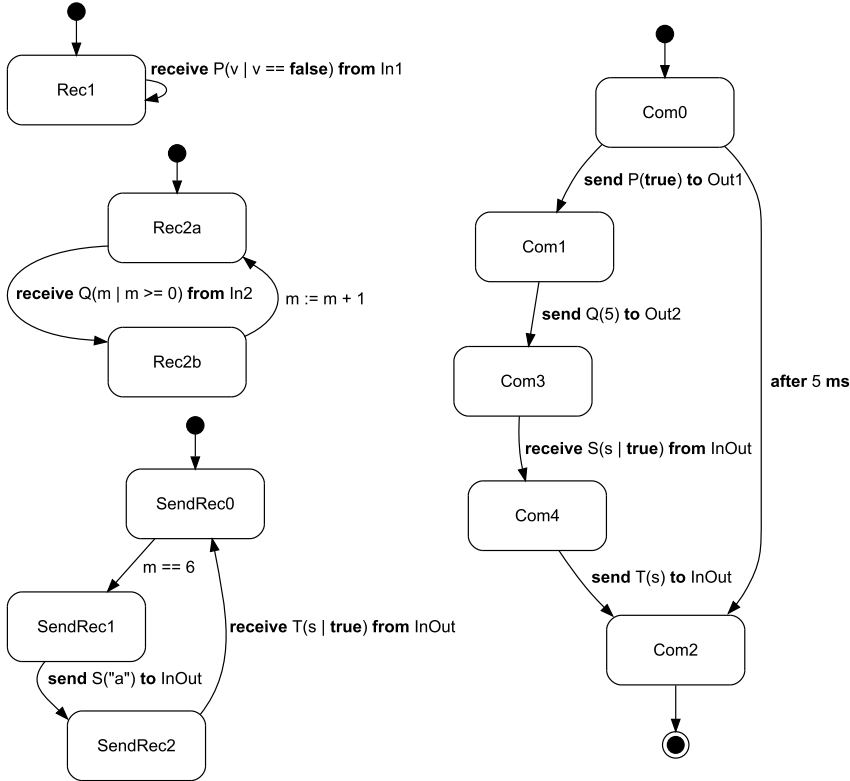 receive P(v | v == false) from In1
Rec1
Rec2a
receive Q(m | m >= 0) from In2
m := m + 1
Rec2b
SendRec0
m == 6
SendRec1
receive T(s | true) from InOut
send S("a") to InOut
SendRec2
Com0
send P(true) to Out1
Com1
send Q(5) to Out2
Com3
after 5 ms
receive S(s | true) from InOut
Com4
send T(s) to InOut
Com2